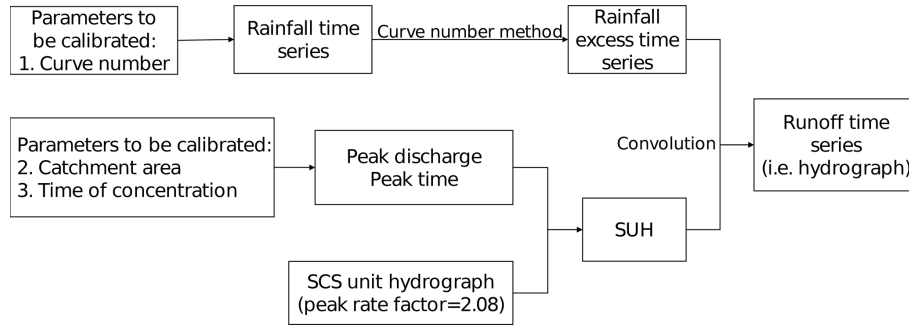 Parameters to
be calibrated:
1. Curve number
Rainfall time
series
Curve number method
Rainfall
excess time
series
Parameters to be calibrated:
2. Catchment area
3. Time of concentration
Peak discharge
Peak time
SCS unit hydrograph
(peak rate factor=2.08)
SUH
Convolution
Runoff time
series
(i.e. hydrograph)